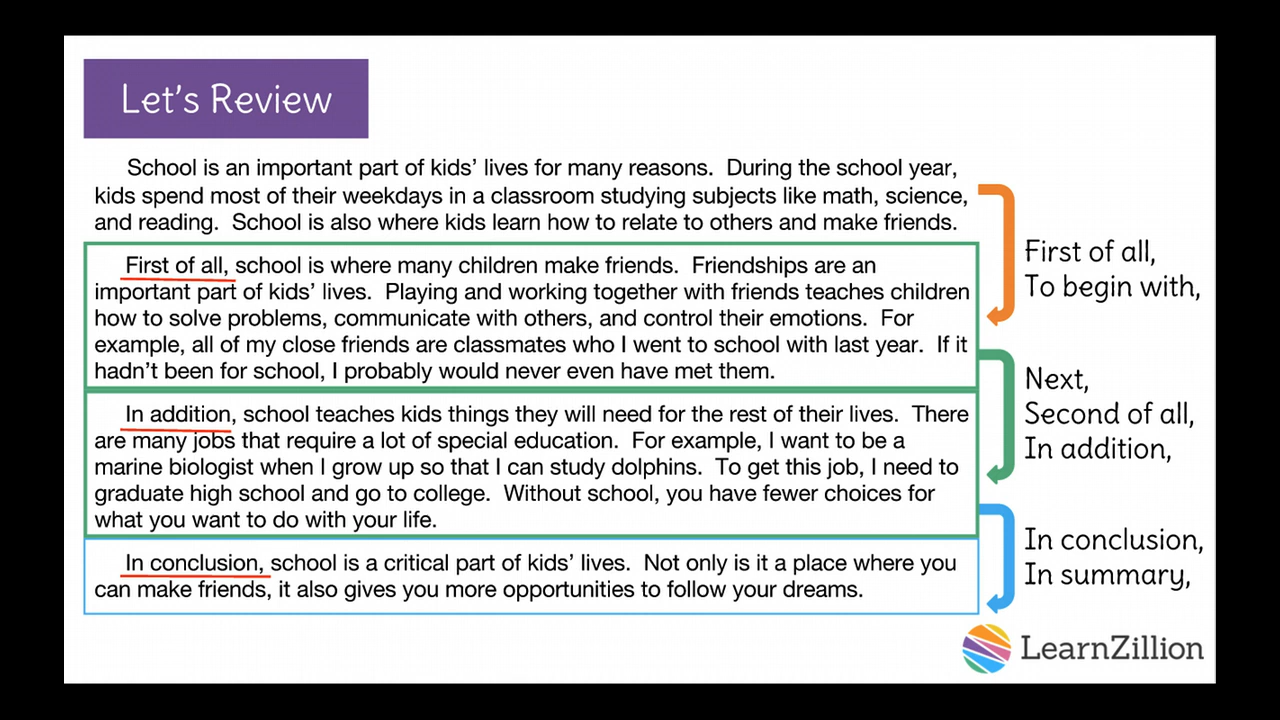 Let's Review
School is an important part of kids’ lives for many reasons. During the school year,
kids spend most of their weekdays in a classroom studying subjects like math, science,
and reading. School is also where kids learn how to relate to others and make friends.
First of all, school is where many children make friends. Friendships are an
important part of kids’ lives. Playing and working together with friends teaches children
how to solve problems, communicate with others, and control their emotions. For
example, all of my close friends are classmates who I went to school with last year. If it
hadn’t been for school, I probably would never even have met them.
In addition, school teaches kids things they will need for the rest of their lives. There
are many jobs that require a lot of special education. For example, I want to be a
marine biologist when I grow up so that I can study dolphins. To get this job, I need to
graduate high school and go to college. Without school, you have fewer choices for
what you want to do with your life.
In conclusion, school is a critical part of kids’ lives. Not only is it a place where you
can make friends, it also gives you more opportunities to follow your dreams.
First of all,
To begin with,
Next,
Second of all,
In addition,
In conclusion,
In summary,
LearnZillion